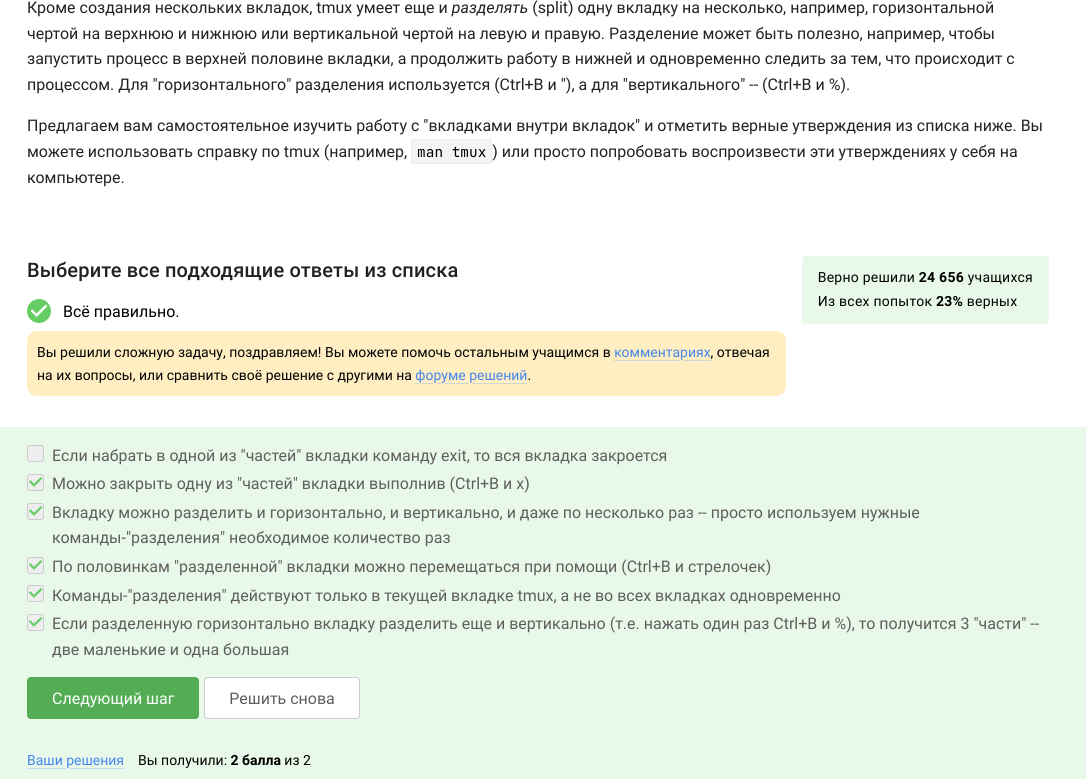 Кроме создания нескольких вкладок, tmux умеет еще и разделять (split) одну вкладку на несколько, например, горизонтальной
чертой на верхнюю и нижнюю или вертикальной чертой на левую и правую. Разделение может быть полезно, например, чтобы
запустить процесс в верхней половине вкладки, а продолжить работу в нижней и одновременно следить за тем, что происходит с
процессом. Для "горизонтального" разделения используется (Ctrl+B и "), а для "вертикального" -- (Ctrl+B и %).
Предлагаем вам самостоятельное изучить работу с "вкладками внутри вкладок" и отметить верные утверждения из списка ниже. Вы
можете использовать справку по tmux (например, man tmux ) или просто попробовать воспроизвести эти утверждениях у себя на
компьютере.
Выберите все подходящие ответы из списка
Верно решили 24 656 учащихся
Из всех попыток 23% верных
Всё правильно.
Вы решили сложную задачу, поздравляем! Вы можете помочь остальным учащимся в комментариях, отвечая
на их вопросы, или сравнить своё решение с другими на форуме решений.
Если набрать в одной из "частей" вкладки команду exit, то вся вкладка закроется
Можно закрыть одну из "частей" вкладки выполнив (Ctrl+B и x)
Вкладку можно разделить и горизонтально, и вертикально, и даже по несколько раз -- просто используем нужные
команды-"разделения" необходимое количество раз
По половинкам "разделенной" вкладки можно перемещаться при помощи (Ctrl+B и стрелочек)
Команды-"разделения" действуют только в текущей вкладке tmux, а не во всех вкладках одновременно
Если разделенную горизонтально вкладку разделить еще и вертикально (т.е. нажать один раз Ctrl+B и %), то получится 3 "части" --
две маленькие и одна большая
Следующий шаг
Решить снова
Ваши решения Вы получили: 2 балла из 2